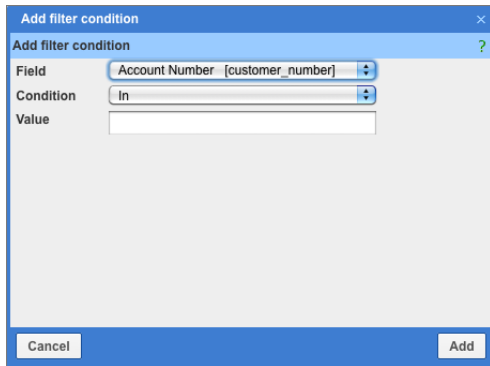 Add filter condition ×
Add filter condition ?
Field Account Number [customer_number]
Condition In
Value
Cancel Add